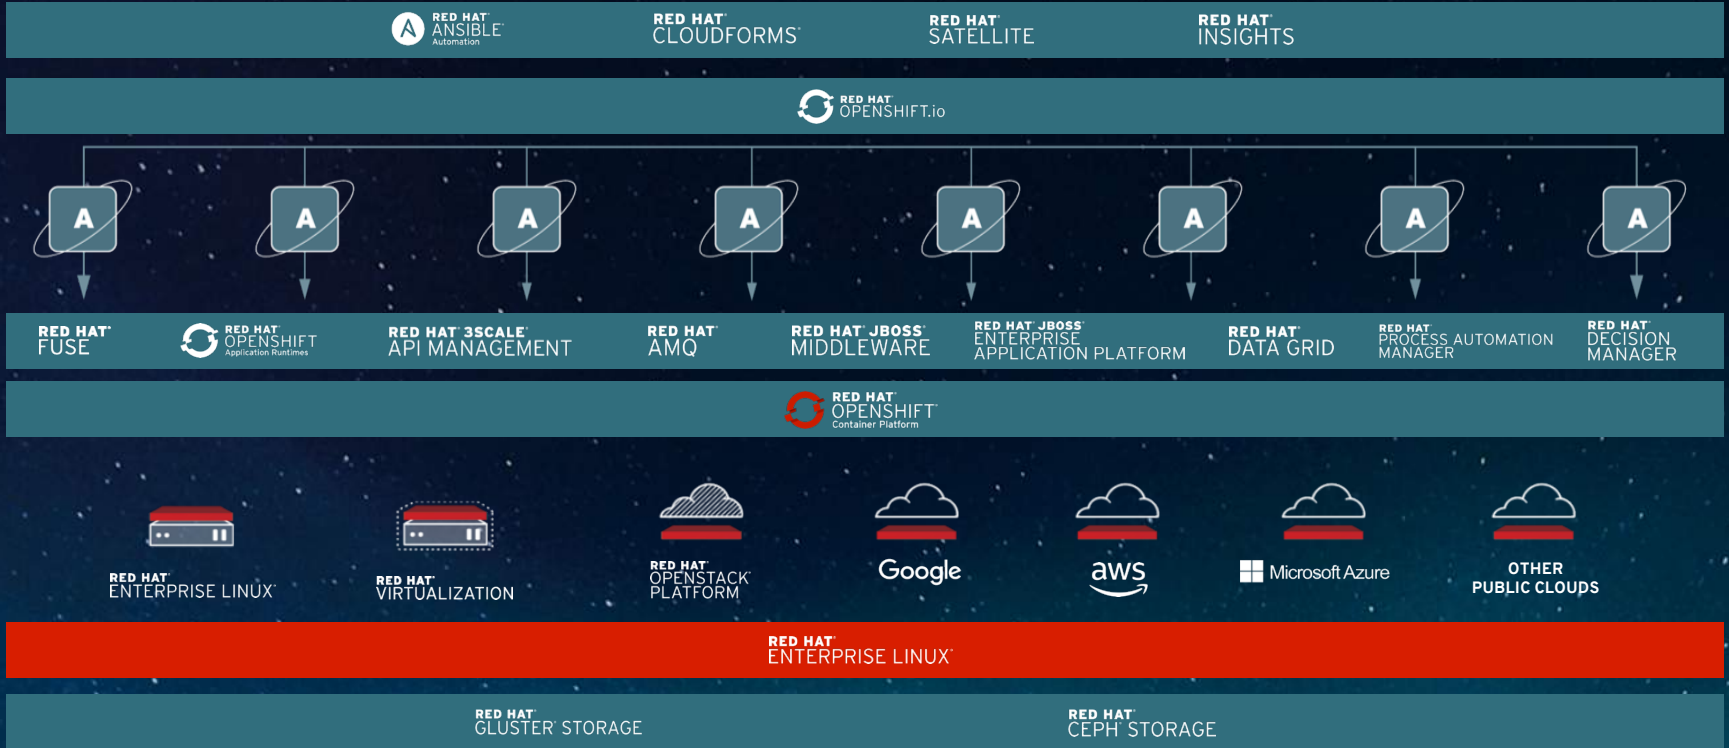 RED HAT®
ANSIBLE®
Automation
RED HAT®
CLOUDFORMS®
RED HAT®
SATELLITE
RED HAT®
INSIGHTS
RED HAT®
OPENSHIFT.io
A
A
A
A
A
A
A
A
RED HAT®
FUSE
RED HAT®
OPENSHIFT
Application Runtimes
RED HAT® 3SCALE®
API MANAGEMENT
RED HAT®
AMQ
RED HAT® JBOSS®
MIDDLEWARE
RED HAT® JBOSS®
ENTERPRISE
APPLICATION PLATFORM
RED HAT®
DATA GRID
RED HAT®
PROCESS AUTOMATION
MANAGER
RED HAT®
DECISION
MANAGER
RED HAT®
OPENSHIFT®
Container Platform
RED HAT®
ENTERPRISE LINUX®
RED HAT®
VIRTUALIZATION
RED HAT®
OPENSTACK®
PLATFORM
Google
aws
Microsoft Azure
OTHER
PUBLIC CLOUDS
RED HAT®
ENTERPRISE LINUX®
RED HAT®
GLUSTER® STORAGE
RED HAT®
CEPH® STORAGE